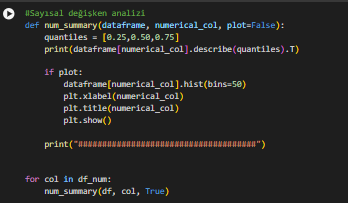 #Sayısal değişken analizi
def num_summary(dataframe, numerical_col, plot=False):
    quantiles = [0.25,0.50,0.75]
    print(dataframe[numerical_col].describe(quantiles).T)

    if plot:
        dataframe[numerical_col].hist(bins=50)
        plt.xlabel(numerical_col)
        plt.title(numerical_col)
        plt.show()

    print("#####################################")

for col in df_num:
    num_summary(df, col, True)